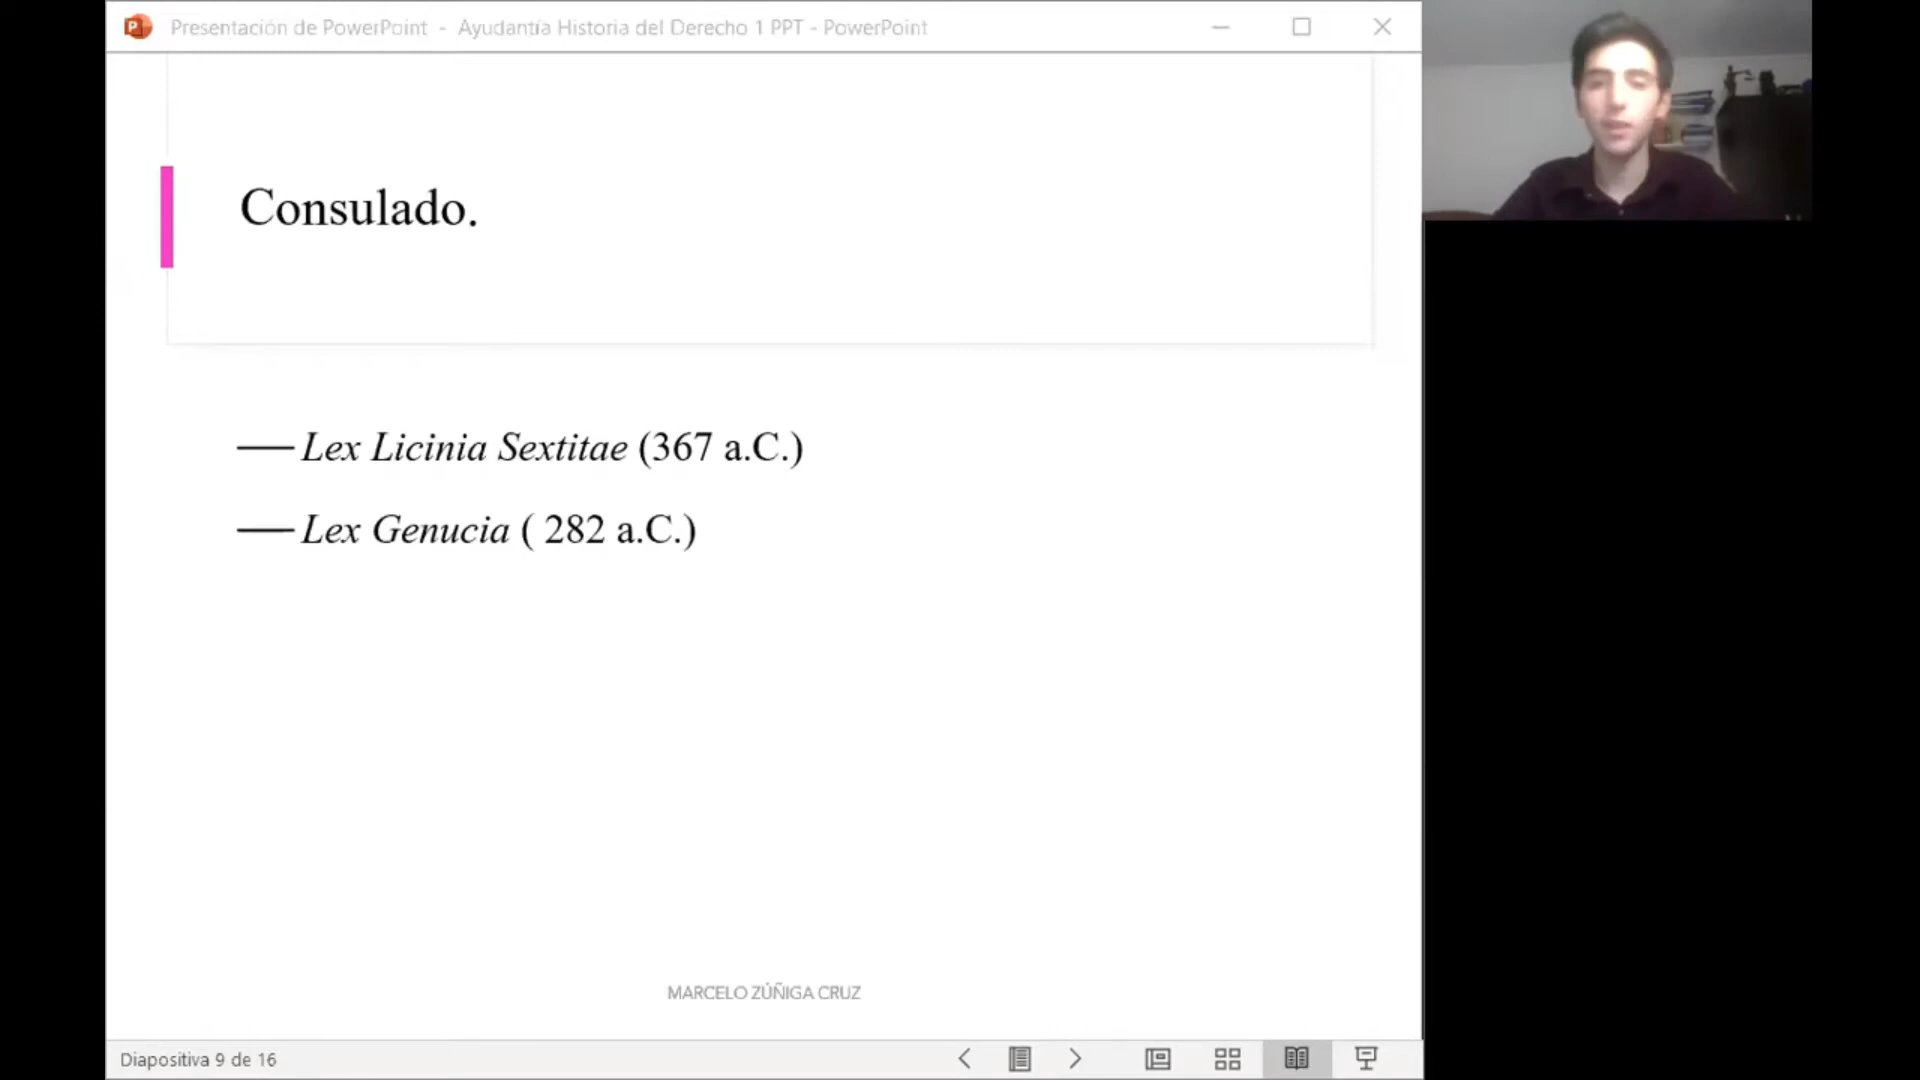 Presentación de PowerPoint - Ayudantía Historia del Derecho 1 PPT - PowerPoint
Consulado.
Lex Licinia Sextitae (367 a.C.)
Lex Genucia ( 282 a.C.)
MARCELO ZÚÑIGA CRUZ
Diapositiva 9 de 16